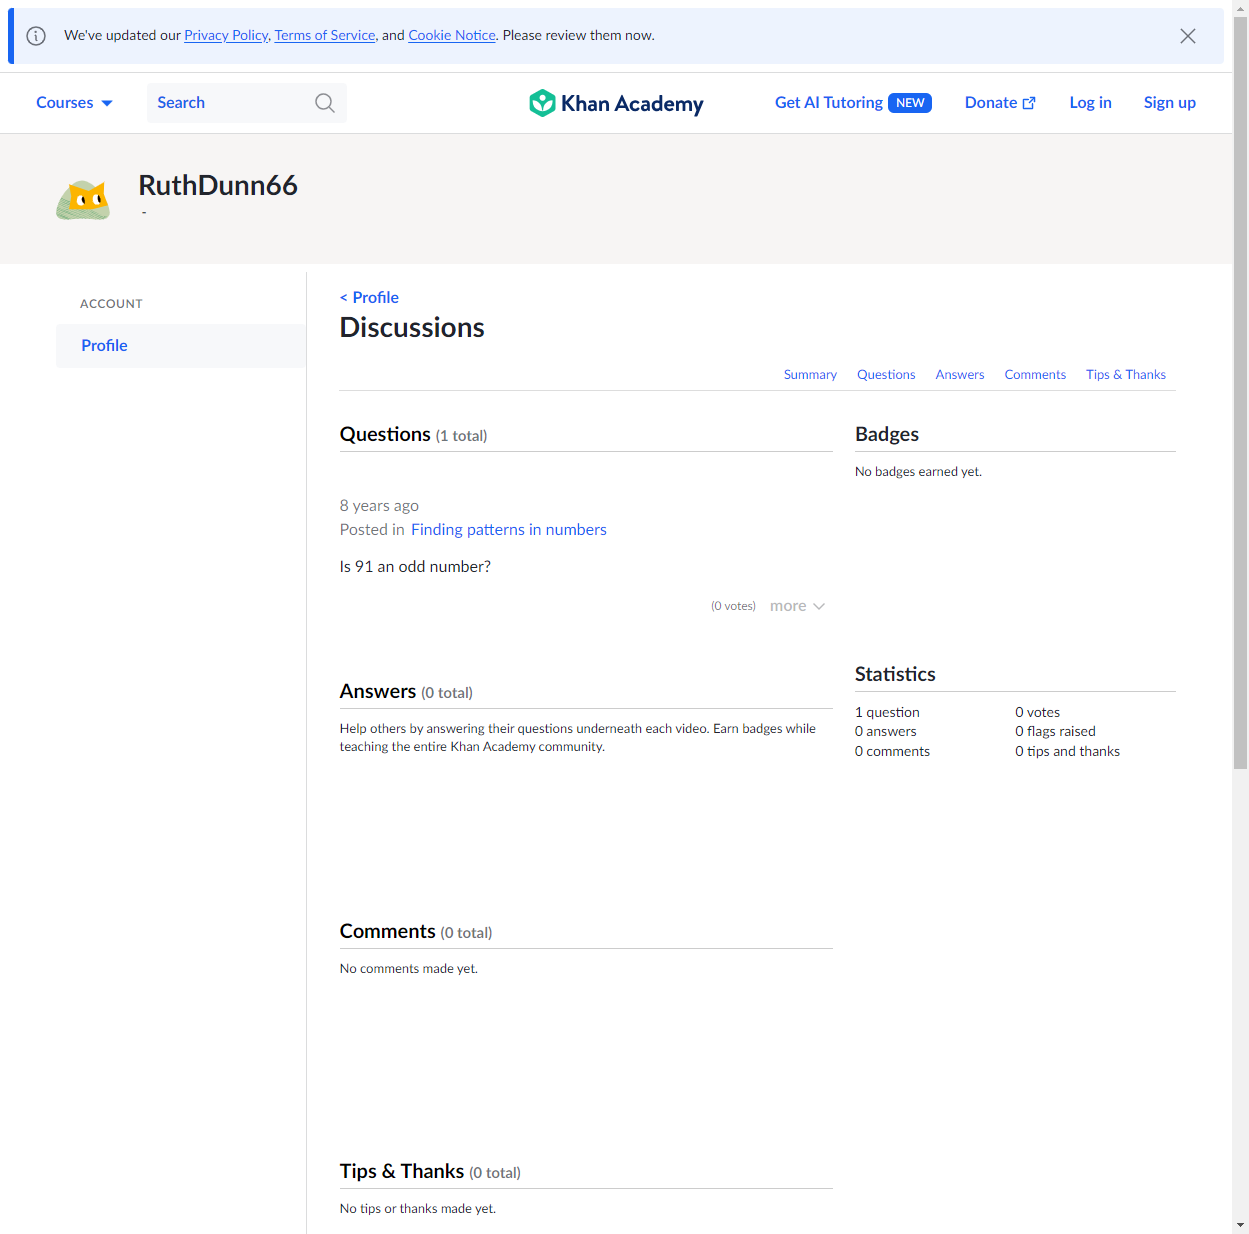 We've updated our Privacy Policy, Terms of Service, and Cookie Notice. Please review them now.
Courses
Search
Khan Academy
Get AI Tutoring NEW
Donate
Log in
Sign up
RuthDunn66
-
ACCOUNT
Profile
< Profile
Discussions
Summary
Questions
Answers
Comments
Tips & Thanks
Questions (1 total)
8 years ago
Posted in Finding patterns in numbers
Is 91 an odd number?
(0 votes)
more
Answers (0 total)
Help others by answering their questions underneath each video. Earn badges while
teaching the entire Khan Academy community.
Comments (0 total)
No comments made yet.
Tips & Thanks (0 total)
No tips or thanks made yet.
Badges
No badges earned yet.
Statistics
1 question
0 votes
0 answers
0 flags raised
0 comments
0 tips and thanks